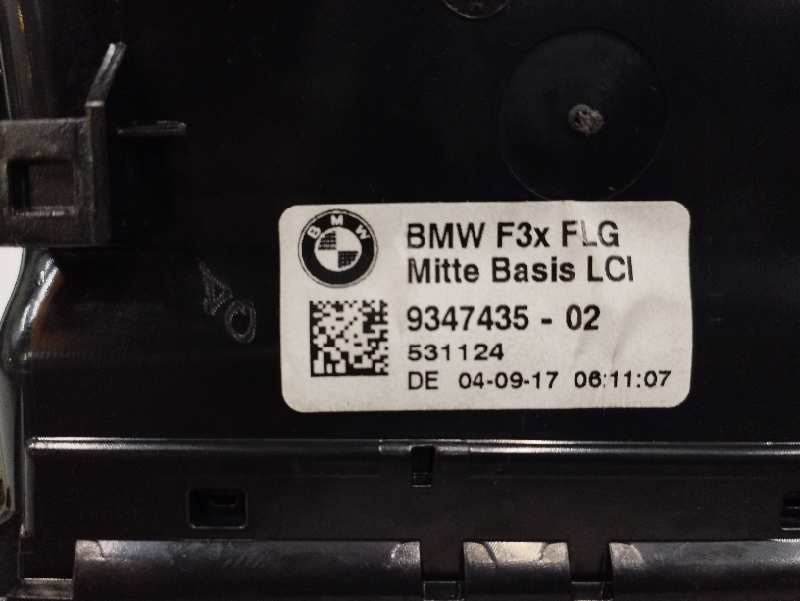 BMW
BMW F3x FLG
Mitte Basis LCI
9347435 - 02
531124
DE 04-09-17 06:11:07